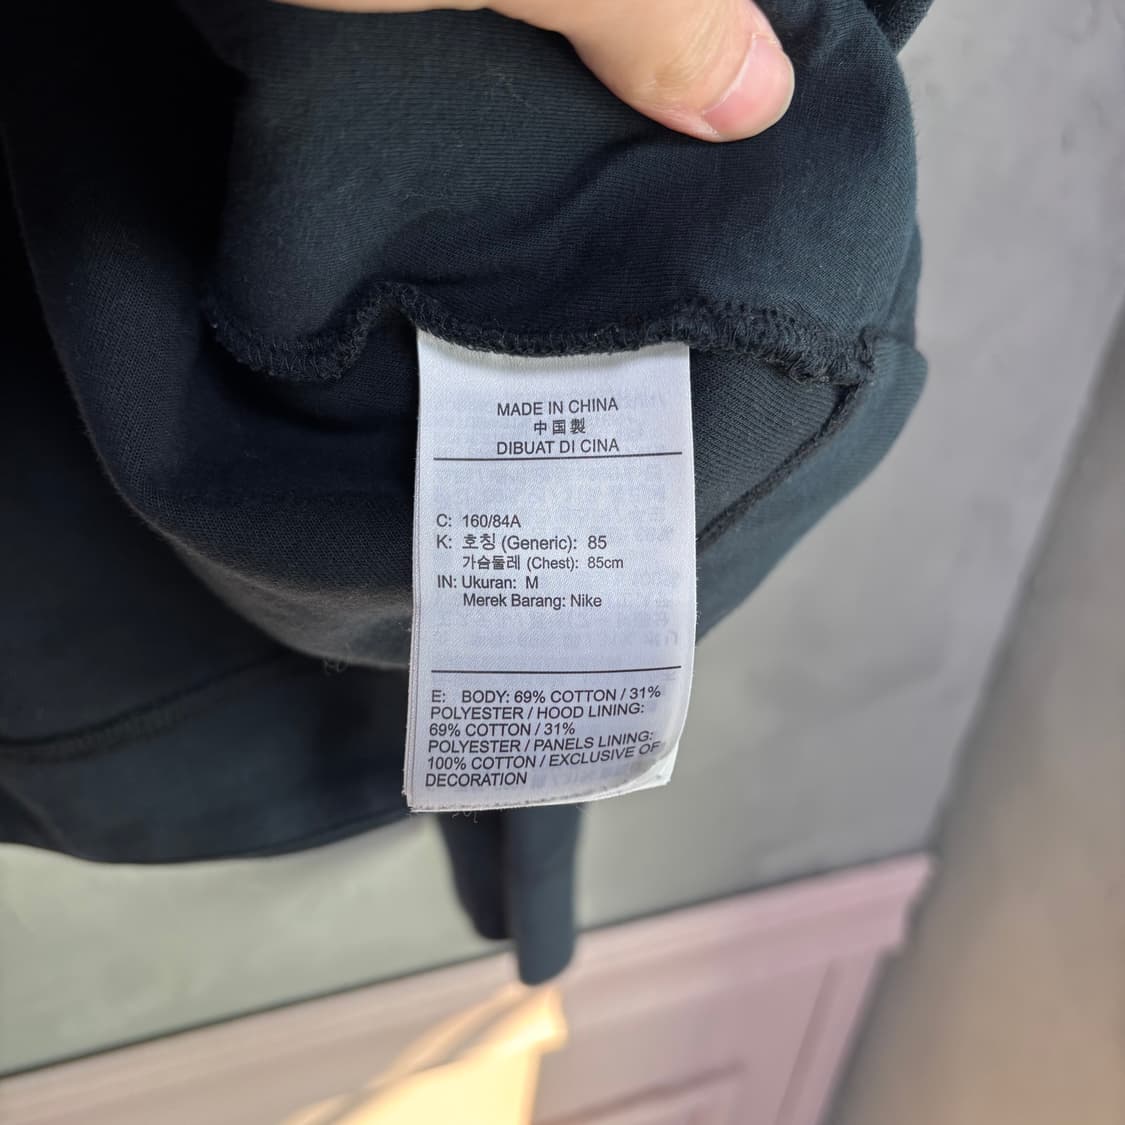 MADE IN CHINA
中国製
DIBUAT DI CINA
C: 160/84A
K: 호칭 (Generic): 85
가슴둘레 (Chest): 85cm
IN: Ukuran: M
Merek Barang: Nike
E: BODY: 69% COTTON / 31%
POLYESTER / HOOD LINING:
69% COTTON / 31%
POLYESTER / PANELS LINING:
100% COTTON / EXCLUSIVE OF
DECORATION